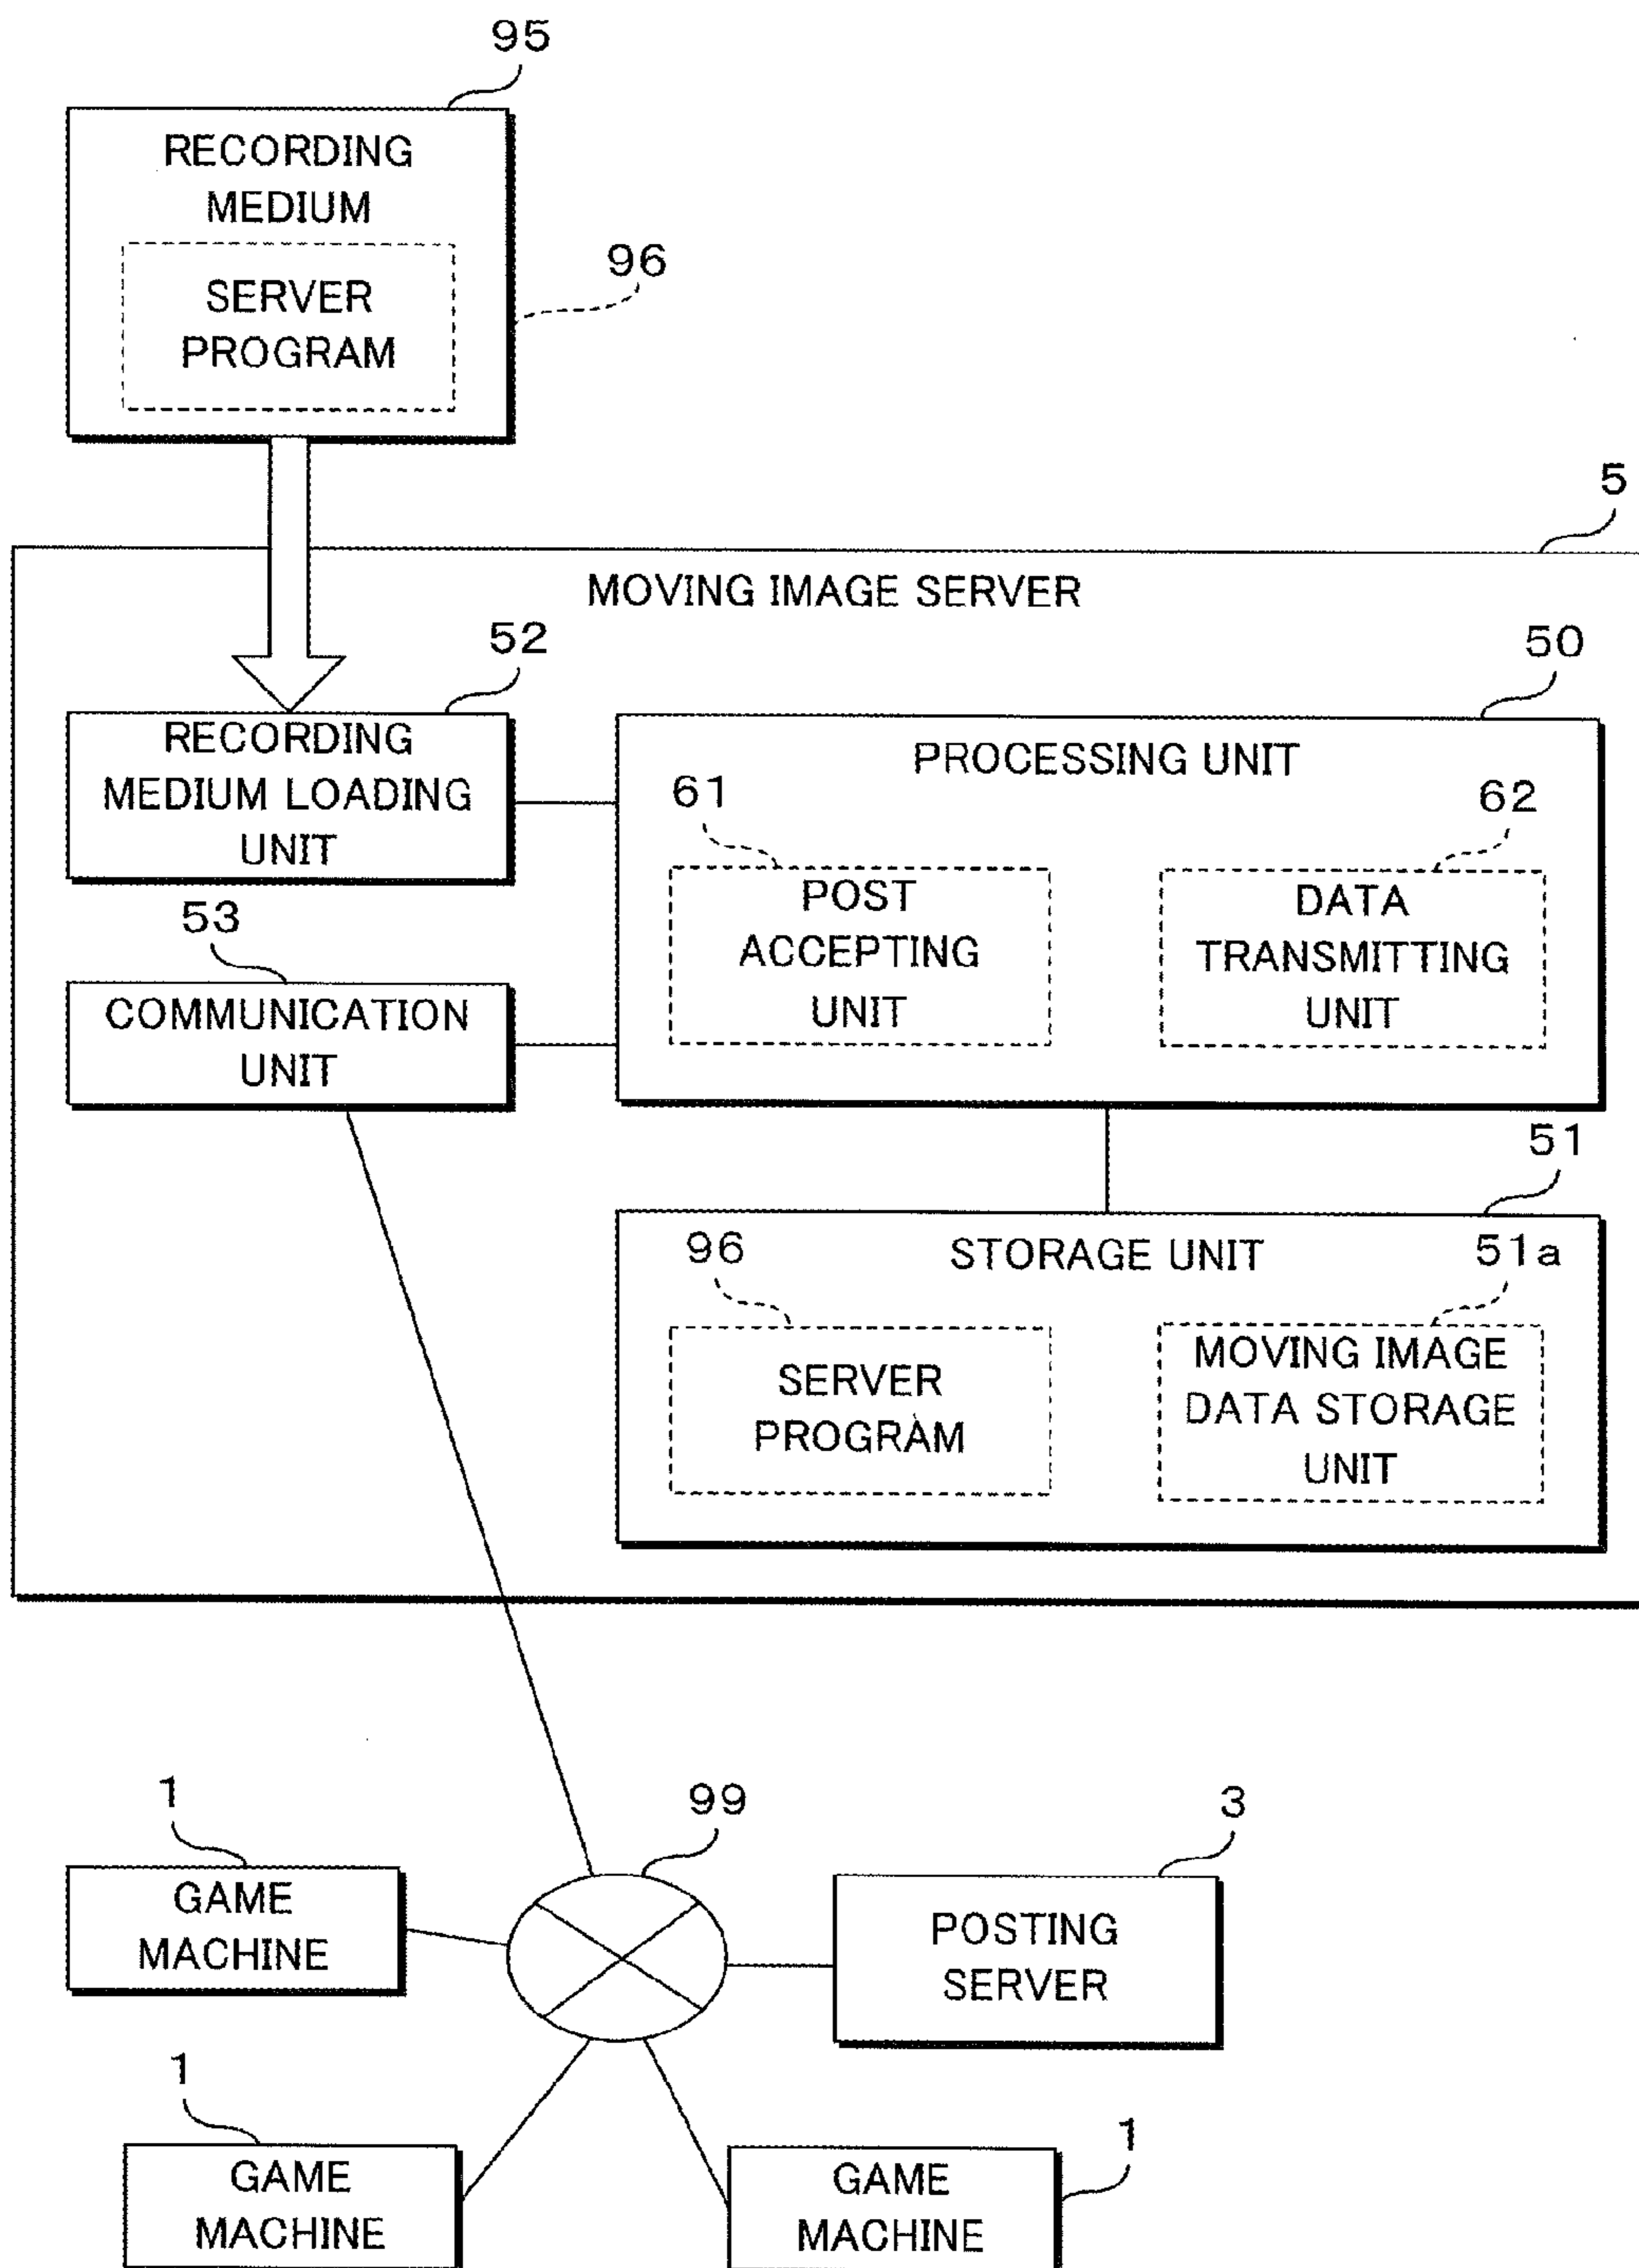 95
RECORDING
MEDIUM
96
SERVER
PROGRAM
5
MOVING IMAGE SERVER
52
RECORDING
MEDIUM LOADING
UNIT
50
PROCESSING UNIT
61
POST
ACCEPTING
UNIT
62
DATA
TRANSMITTING
UNIT
53
COMMUNICATION
UNIT
51
STORAGE UNIT
96
SERVER
PROGRAM
51a
MOVING IMAGE
DATA STORAGE
UNIT
1
GAME
MACHINE
99
3
POSTING
SERVER
1
GAME
MACHINE
1
GAME
MACHINE